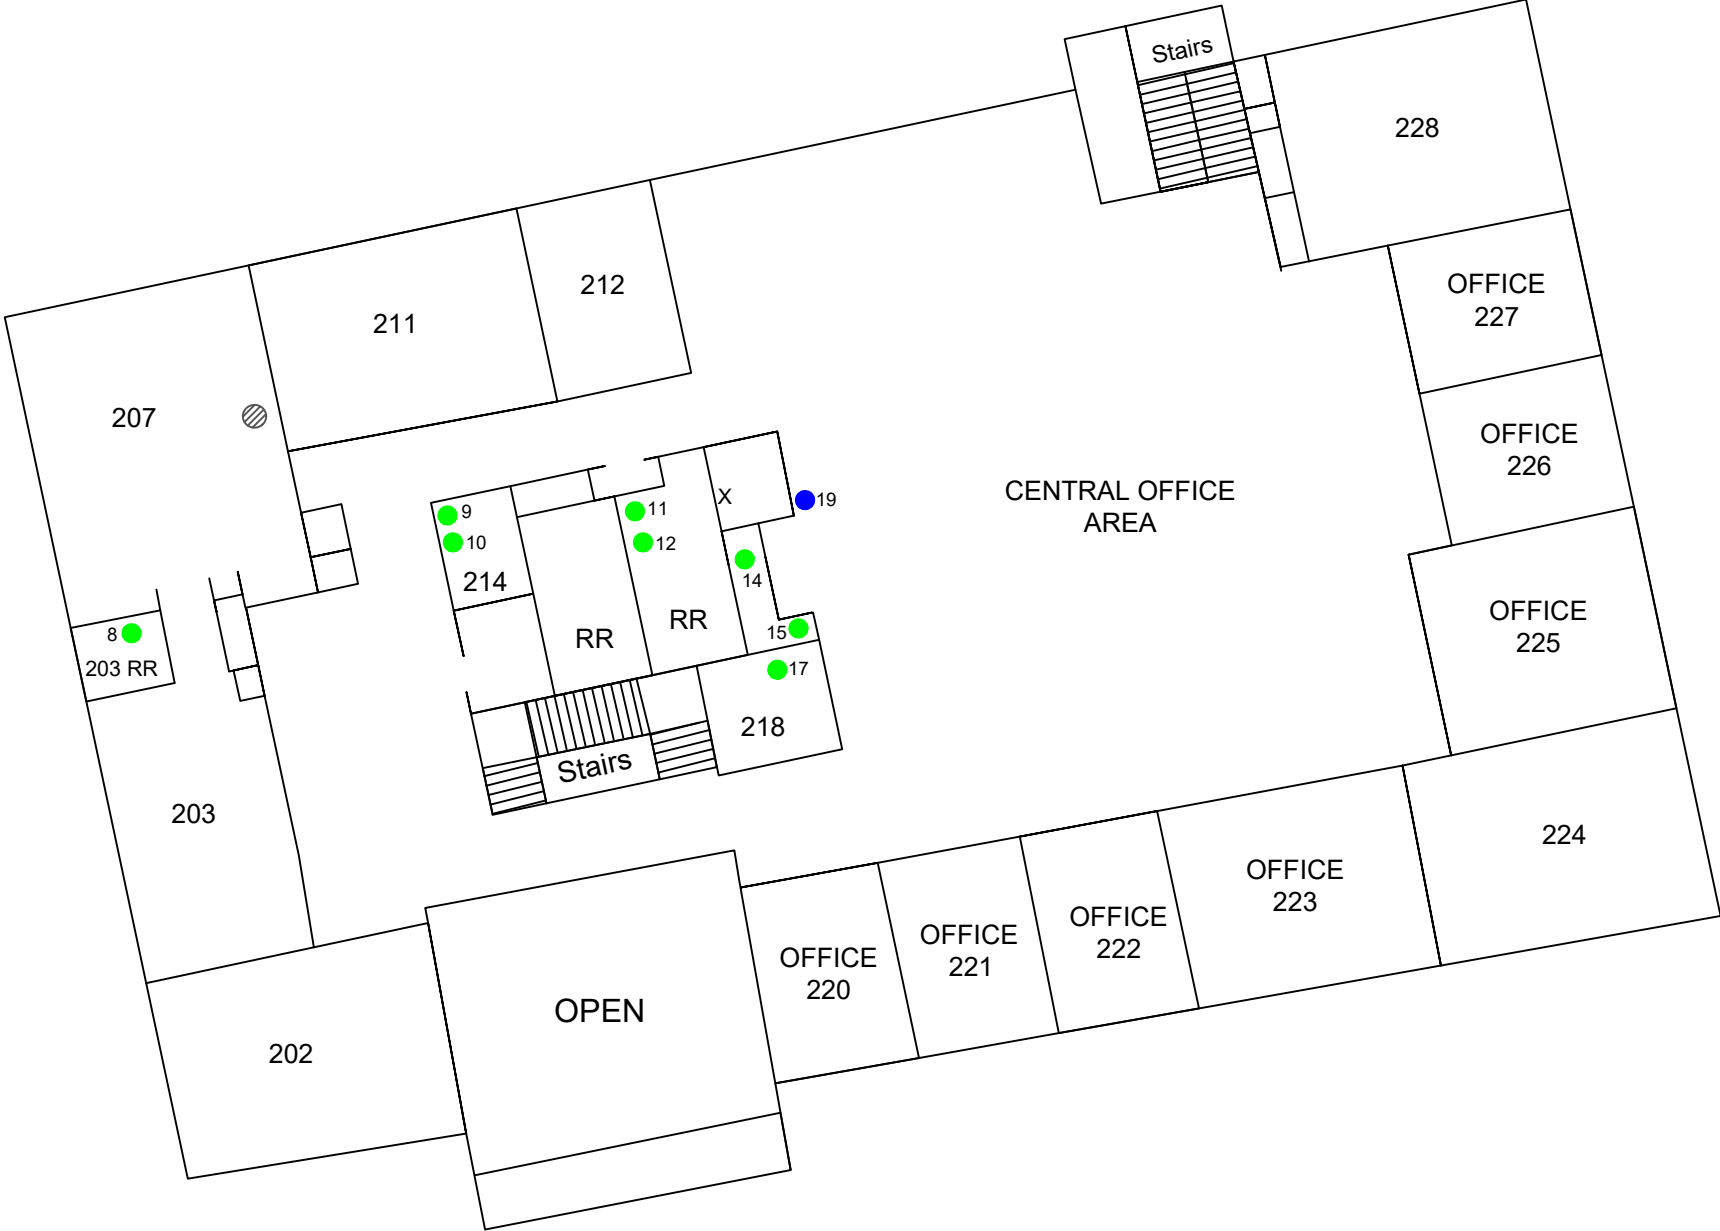 Stairs
228
OFFICE
227
212
211
207
OFFICE
226
CENTRAL OFFICE
AREA
X
19
9
11
10
12
14
214
OFFICE
225
RR
RR
15
8
203 RR
17
218
Stairs
203
224
OFFICE
223
OFFICE
222
OFFICE
221
OFFICE
220
OPEN
202